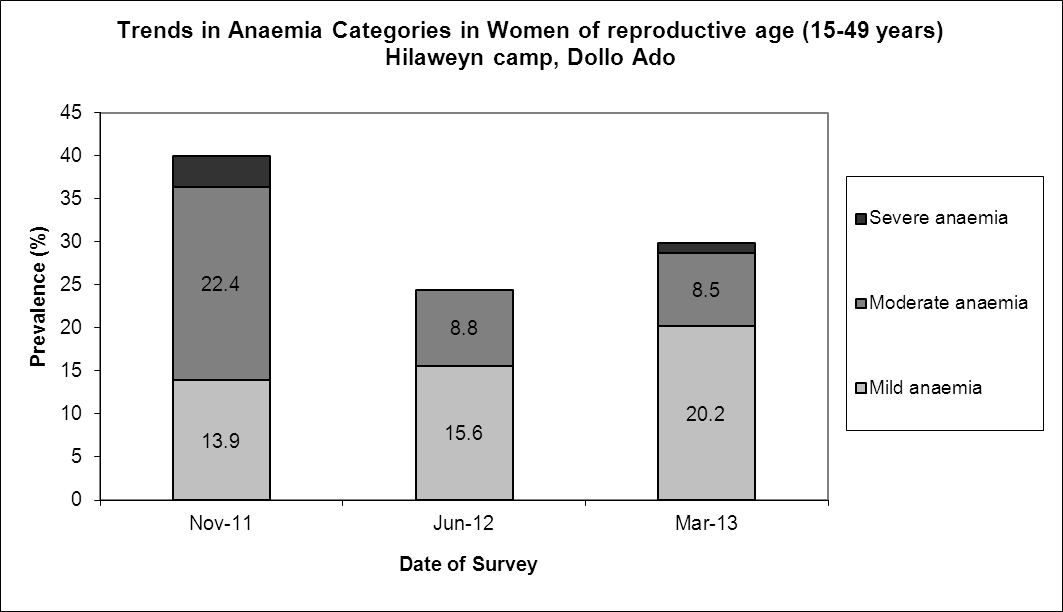 Trends in Anaemia Categories in Women of reproductive age (15-49 years)
Hilaweyn camp, Dollo Ado
Prevalence (%)
45
40
35
30
25
20
15
10
5
0
22.4
13.9
8.8
15.6
8.5
20.2
Nov-11
Jun-12
Mar-13
Date of Survey
Severe anaemia
Moderate anaemia
Mild anaemia